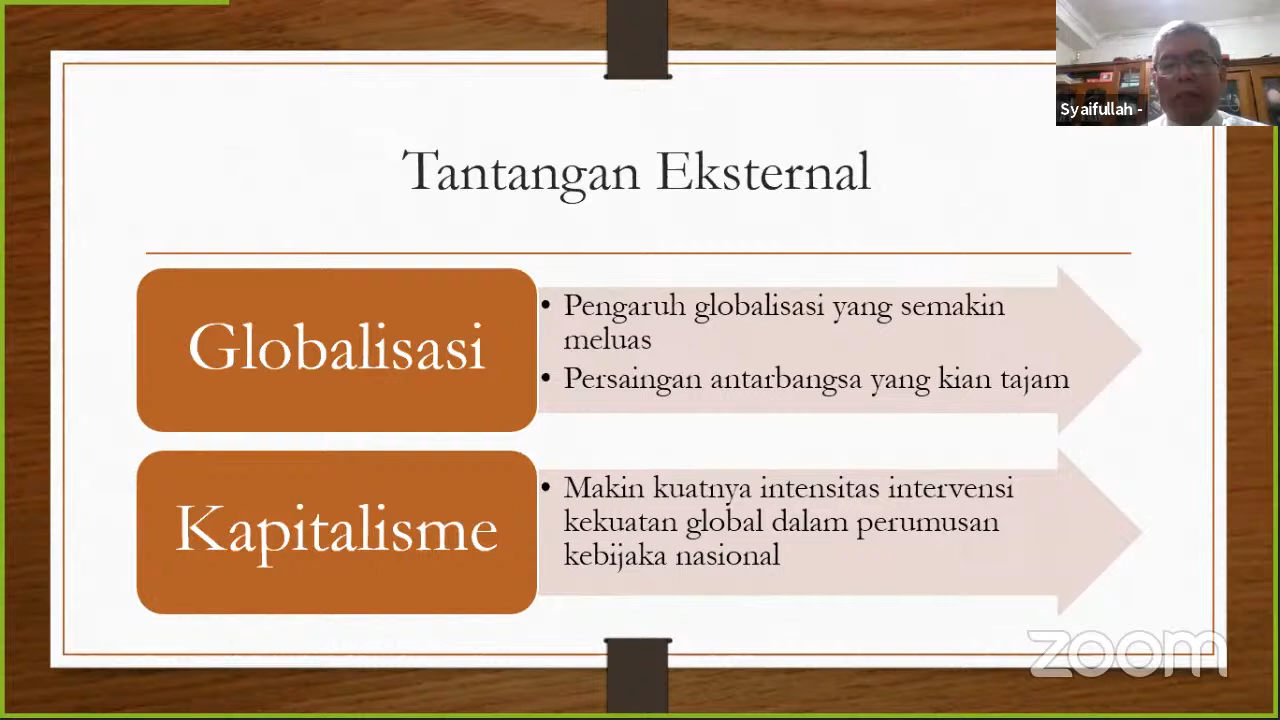 Syaifullah -
Tantangan Eksternal
Globalisasi
• Pengaruh globalisasi yang semakin
meluas
• Persaingan antarbangsa yang kian tajam
Kapitalisme
• Makin kuatnya intensitas intervensi
kekuatan global dalam perumusan
kebijaka nasional
zoom